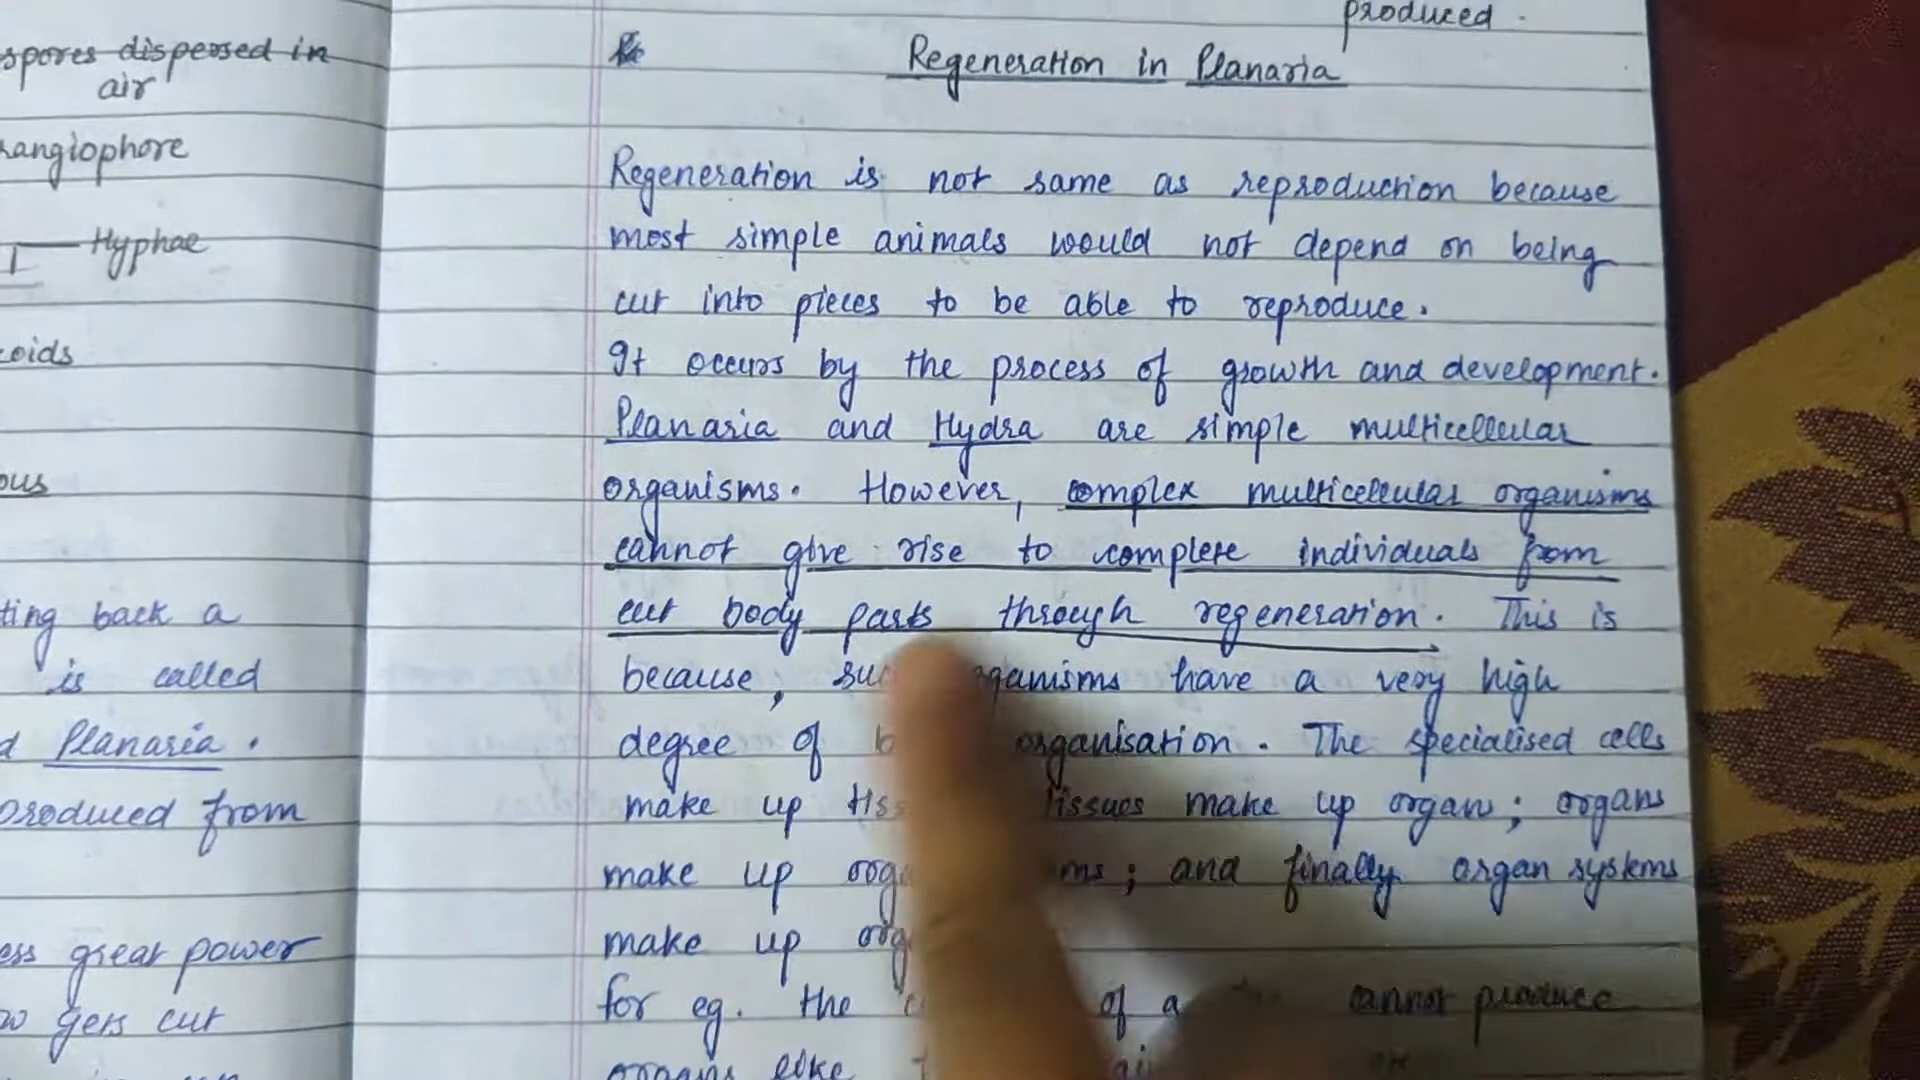 spores dispersed in
air
Hyphae
ting back a
is called
Planaria.
produced from
great power
gets cut
produced.
Regeneration in Planaria
Regeneration is not same as reproduction because
most simple animals would not depend on being
cut into pieces to be able to reproduce.
It occurs by the process of growth and development.
Planaria and Hydra are simple multicellular
organisms. However, complex multicellular organisms
cannot give rise to complete individuals from
cut body parts through regeneration. This is
because, organisms have a very high
degree of organisation. The specialised cells
make up tissues make up organ; organs
make up ; and finally organ systems
make up
for eg. the of a cannot produce
organs like